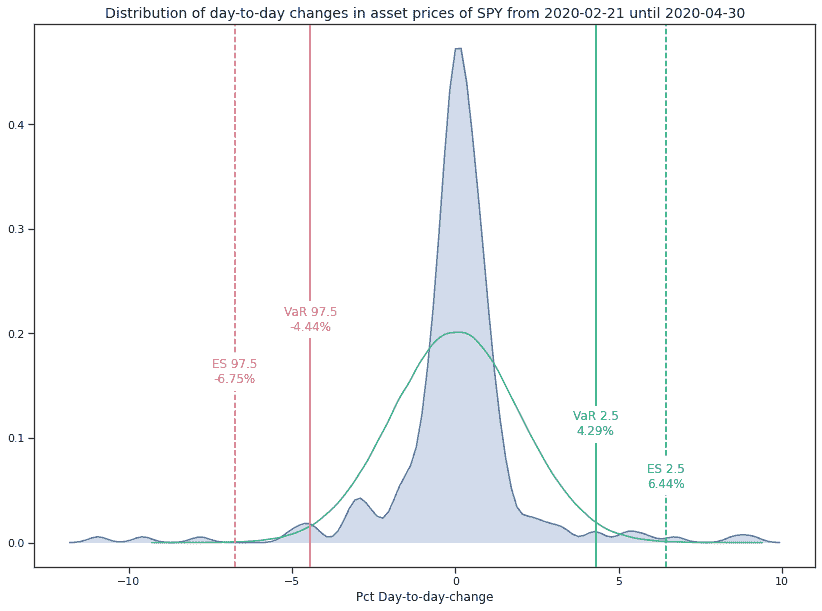 Distribution of day-to-day changes in asset prices of SPY from 2020-02-21 until 2020-04-30
0.4
0.3
VaR 97.5
-4.44%
0.2
ES 97.5
-6.75%
VaR 2.5
4.29%
0.1
ES 2.5
6.44%
0.0
−10
−5
0
5
10
Pct Day-to-day-change